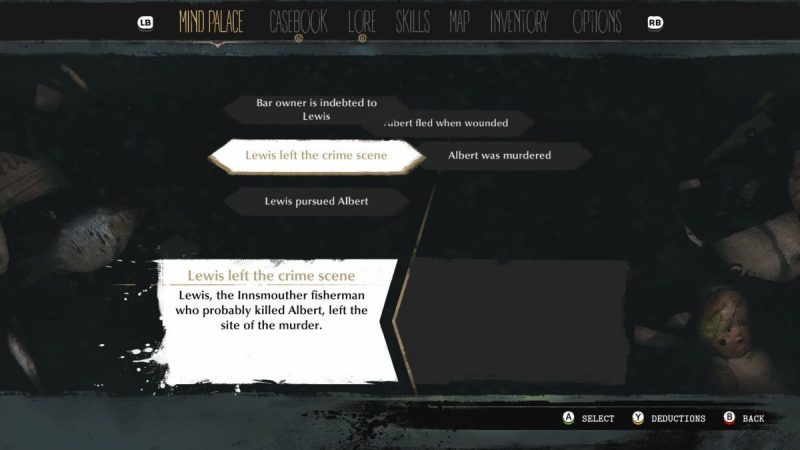 LB MIND PALACE CASEBOOK LORE SKILLS MAP INVENTORY OPTIONS RB
Bar owner is indebted to
Lewis
Albert fled when wounded
Lewis left the crime scene
Albert was murdered
Lewis pursued Albert
Lewis left the crime scene
Lewis, the Innsmouther fisherman
who probably killed Albert, left the
site of the murder.
A SELECT Y DEDUCTIONS B BACK